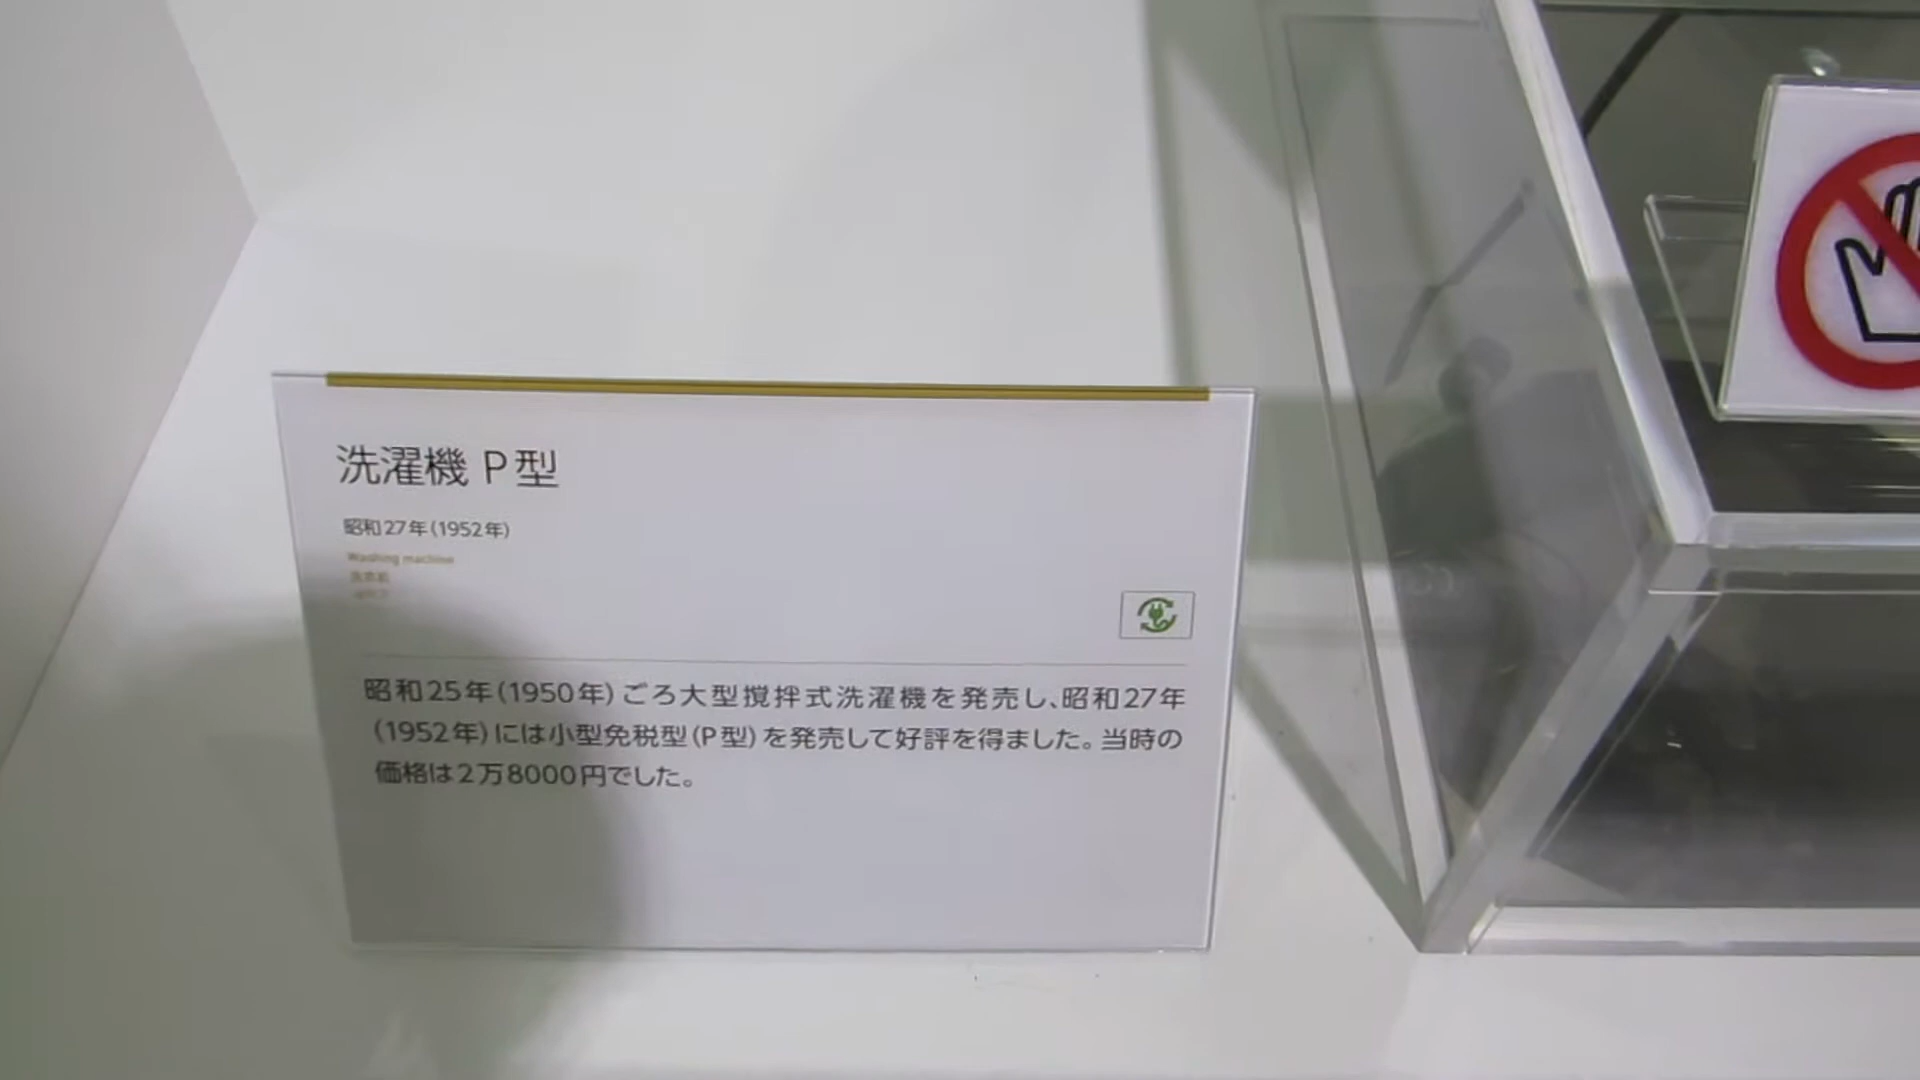 洗濯機 P型
昭和27年(1952年)
Washing machine
昭和25年(1950年)ごろ大型撹拌式洗濯機を発売し、昭和27年
(1952年)には小型免税型(P型)を発売して好評を得ました。当時の
価格は2万8000円でした。